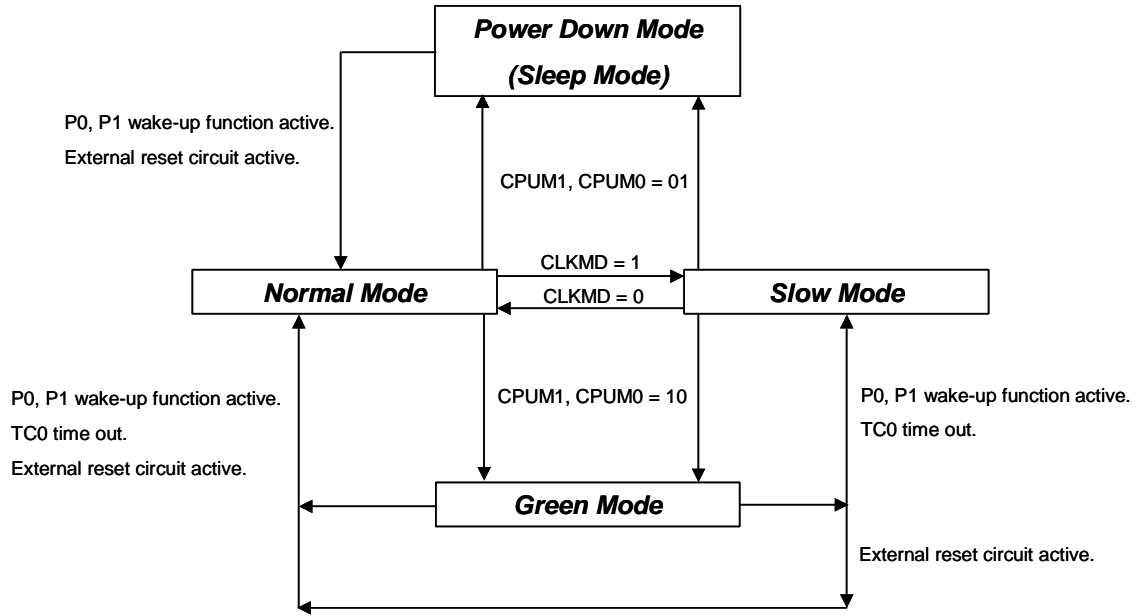 Power Down Mode
(Sleep Mode)
P0, P1 wake-up function active.
External reset circuit active.
CPUM1, CPUM0 = 01
CLKMD = 1
Normal Mode
CLKMD = 0
Slow Mode
P0, P1 wake-up function active.
TC0 time out.
External reset circuit active.
CPUM1, CPUM0 = 10
P0, P1 wake-up function active.
TC0 time out.
Green Mode
External reset circuit active.